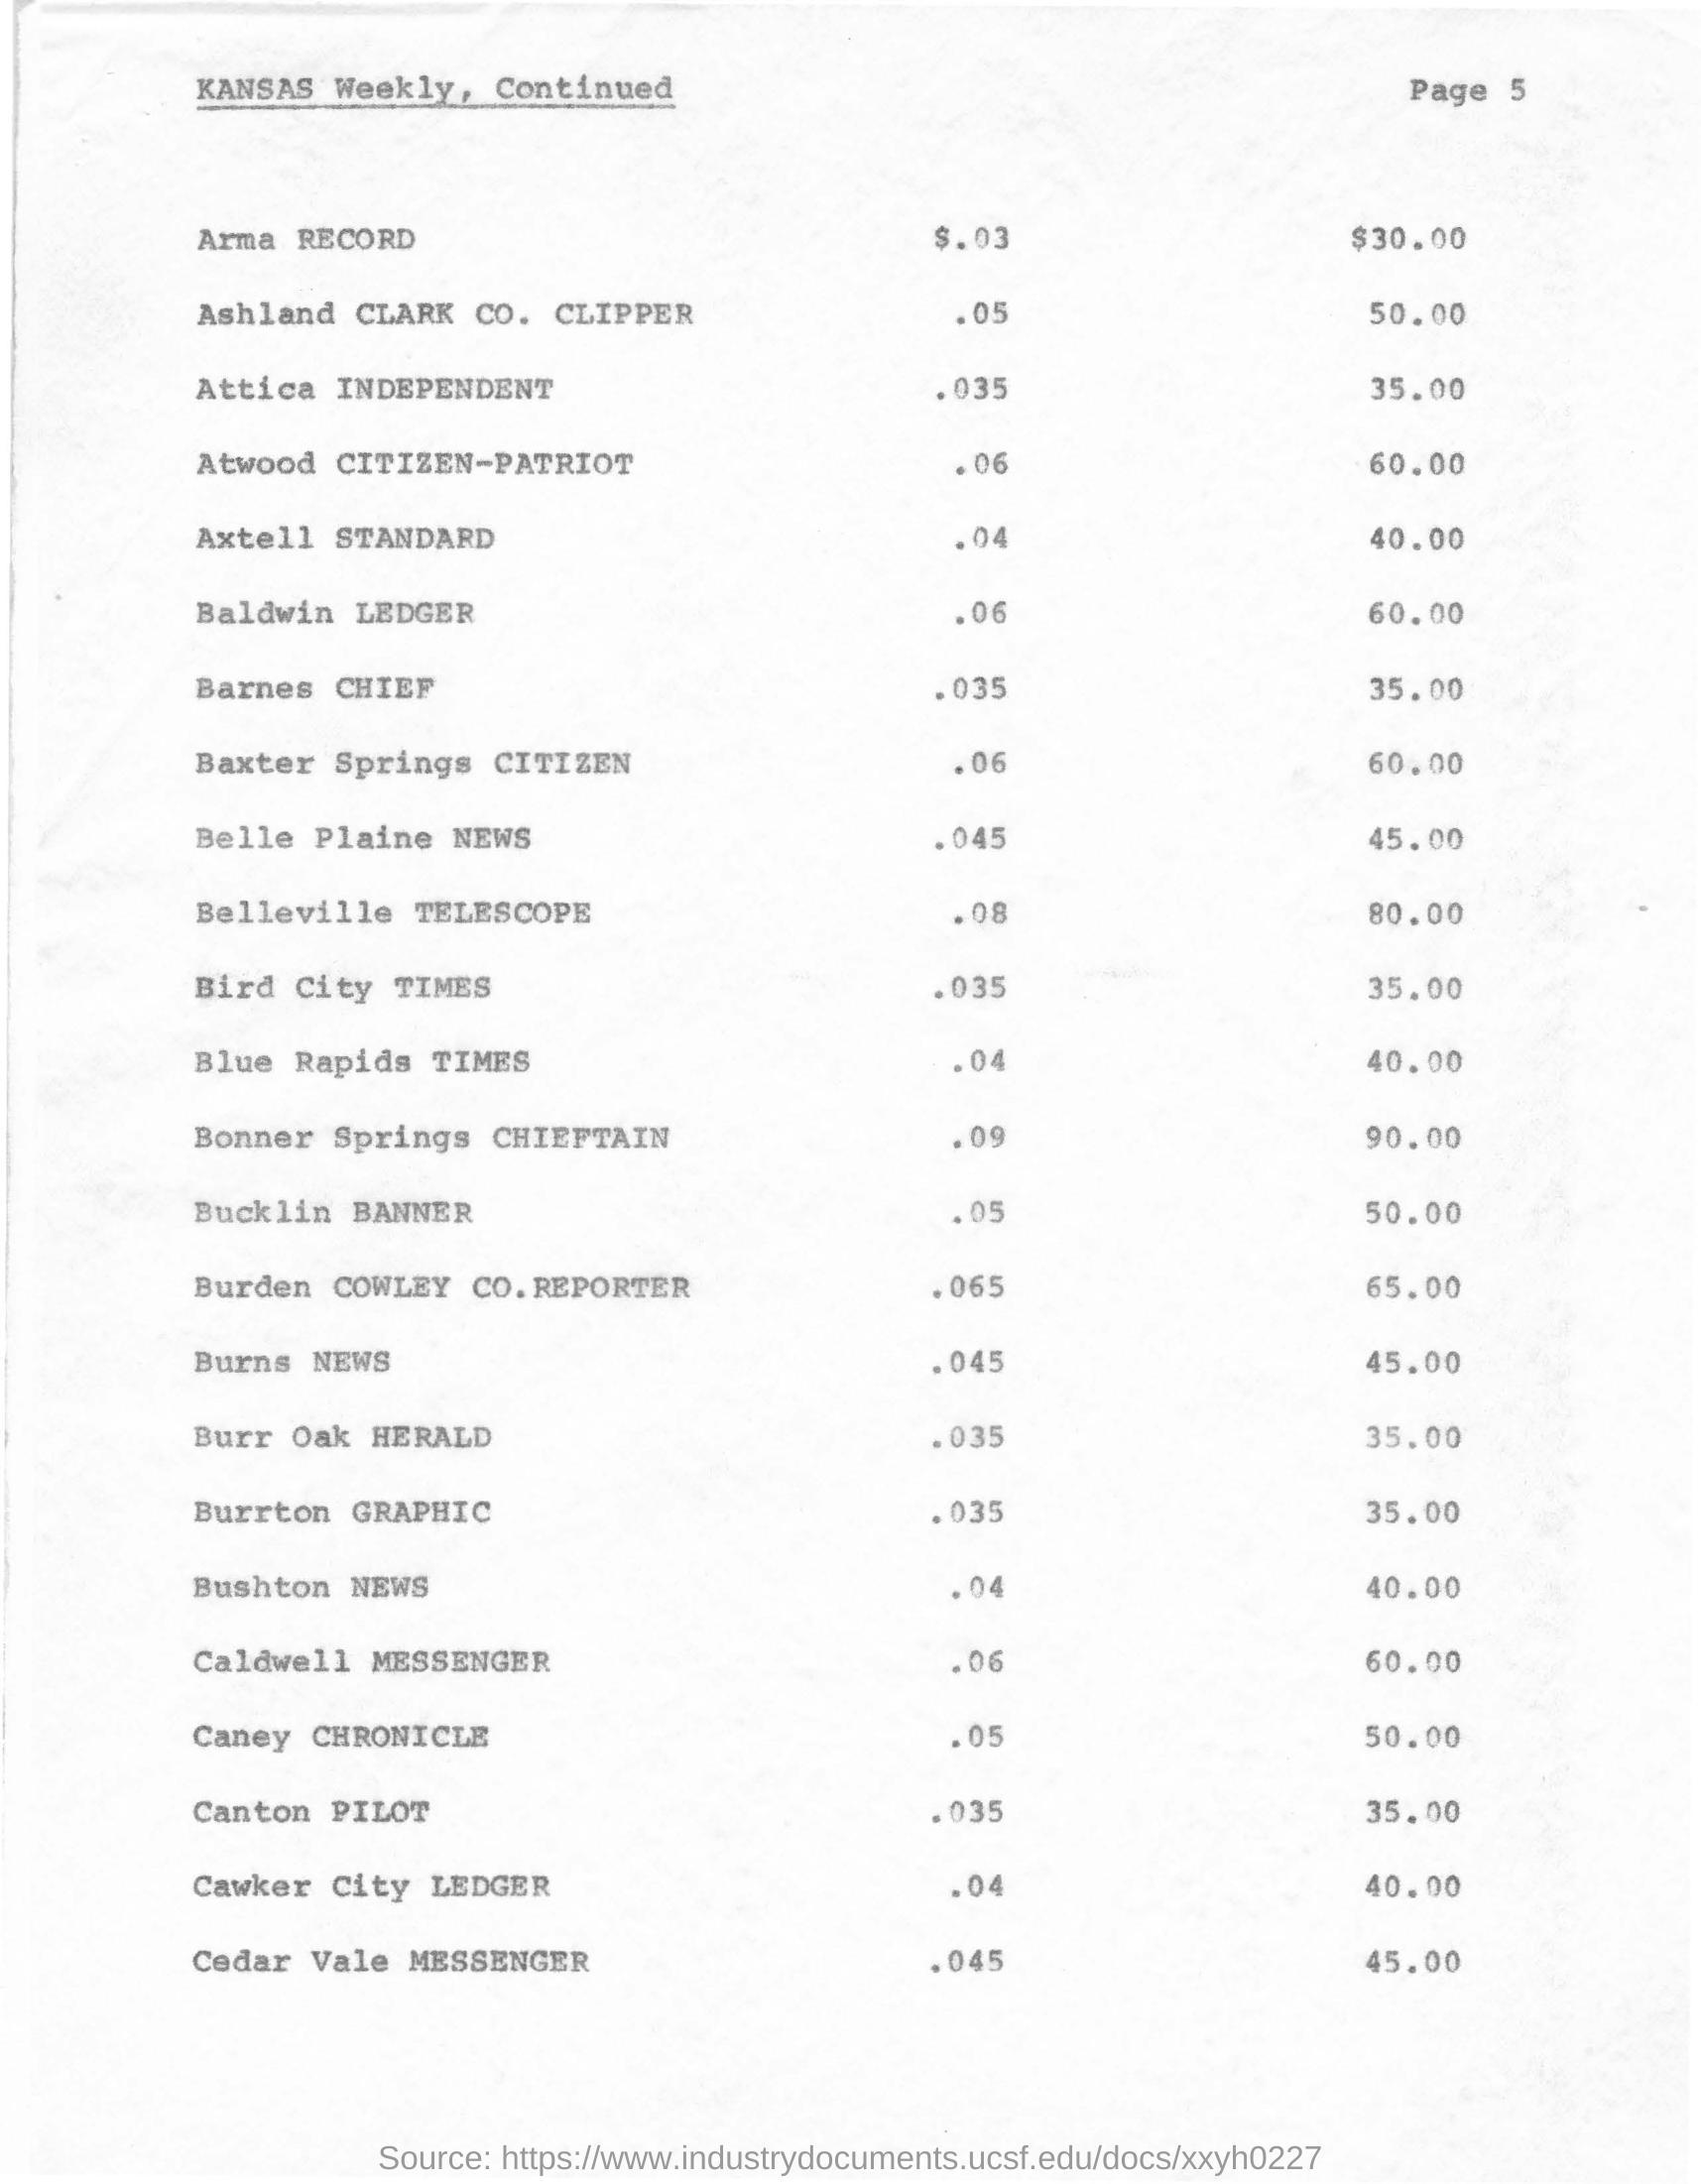 KANSAS Weekly, Continued Page 5
Arma RECORD $.03 $30.00
Ashland CLARK CO. CLIPPER .05 50.00
Attica INDEPENDENT .035 35.00
Atwood CITIZEN-PATRIOT .06 60.00
Axtell STANDARD .04 40.00
Baldwin LEDGER .06 60.00
Barnes CHIEF .035 35.00
Baxter Springs CITIZEN .06 60.00
Belle Plaine NEWS .045 45.00
Belleville TELESCOPE .08 80.00
Bird City TIMES .035 35.00
Blue Rapids TIMES .04 40.00
Bonner Springs CHIEFTAIN .09 90.00
Bucklin BANNER .05 50.00
Burden COWLEY CO.REPORTER .065 65.00
Burns NEWS .045 45.00
Burr Oak HERALD .035 35.00
Burrton GRAPHIC .035 35.00
Bushton NEWS .04 40.00
Caldwell MESSENGER .06 60.00
Caney CHRONICLE .05 50.00
Canton PILOT .035 35.00
Cawker City LEDGER .04 40.00
Cedar Vale MESSENGER .045 45.00
Source: https://www.industrydocuments.ucsf.edu/docs/xxyh0227